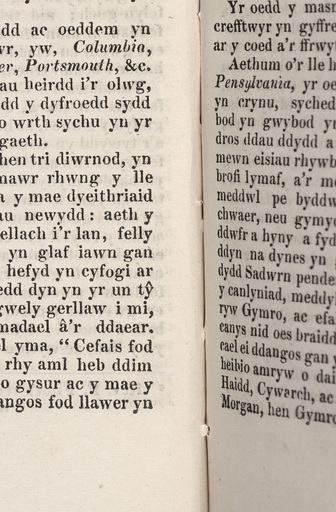 dd ac oeddem yn
wr, yw, Columbia,
er, Portsmouth, &c.
au heirdd i'r olwg,
dd y dyfroedd sydd
o wrth sychu yn yr
gaeth.
hen tri diwrnod, yn
mawr rhwng y lle
a y mae dyeithriaid
au newydd: aeth y
ellach i'r lan, felly
yn glaf iawn gan
hefyd yn cyfogi ar
edd dyn yn yr un tŷ
gwely gerllaw i mi,
madael â'r ddaear.
el yma, “Cefais fod
rhy aml heb ddim
o gysur ac y mae y
angos fod llawer yn
Yr oedd y masn
crefftwyr yn gyffre
ar y coed a'r ffrwy
Aethum o'r lle h
Pensylvania, yr oe
yn crynu, syched
bod yn gwybod yn
dros ddau ddydd a
mewn eisiau rhywb
brofi lymaf, a'r m
meddwl pe byddw
chwaer, neu gymyd
ddwfr a hyny a fyd
ddyn na dynes yn
dydd Sadwrn pende
y canlyniad, meddy
ryw Gymro, ac efa
canys nid oes braidd
cael ei ddangos gan y
heibio amryw o dai
Haidd, Cywarch, ac
Morgan, hen Gymro